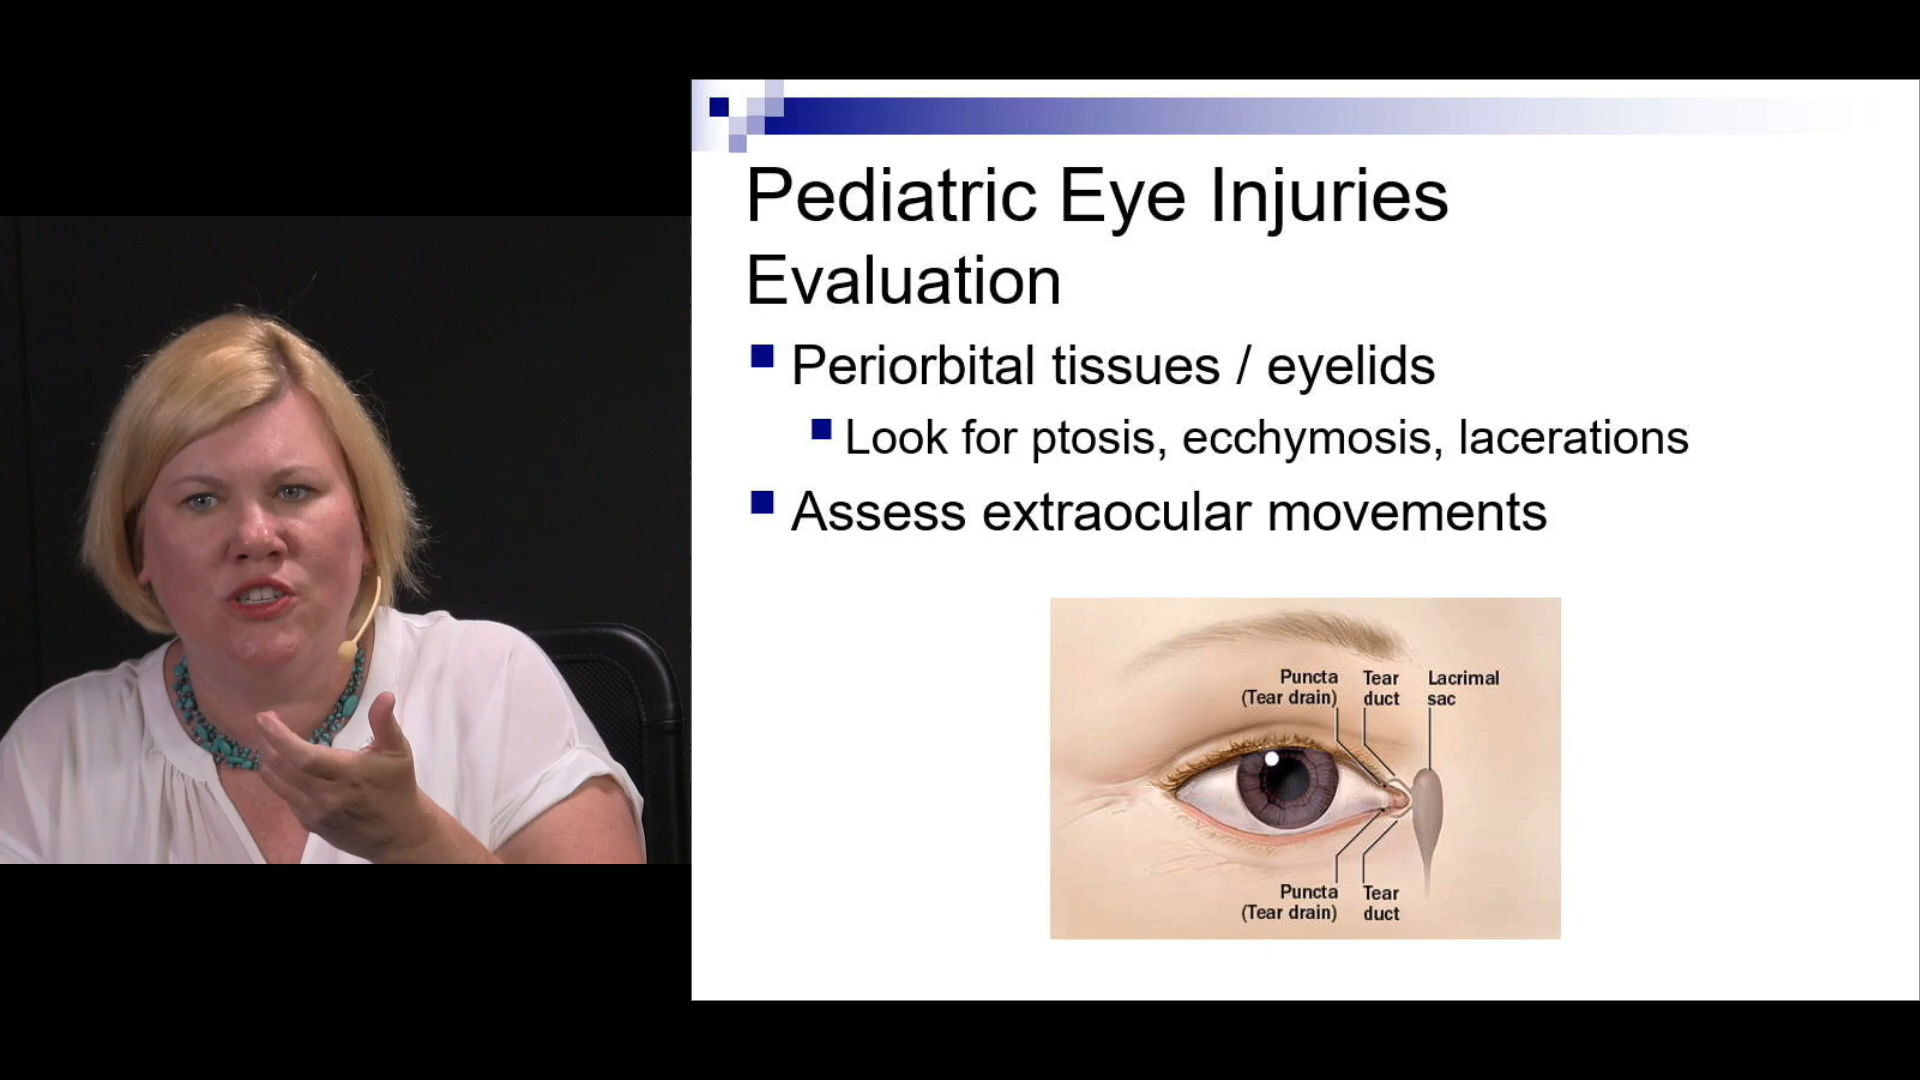 Pediatric Eye Injuries
Evaluation
Periorbital tissues / eyelids
Look for ptosis, ecchymosis, lacerations
Assess extraocular movements
Puncta
(Tear drain)
Tear
duct
Lacrimal
sac
Puncta
(Tear drain)
Tear
duct